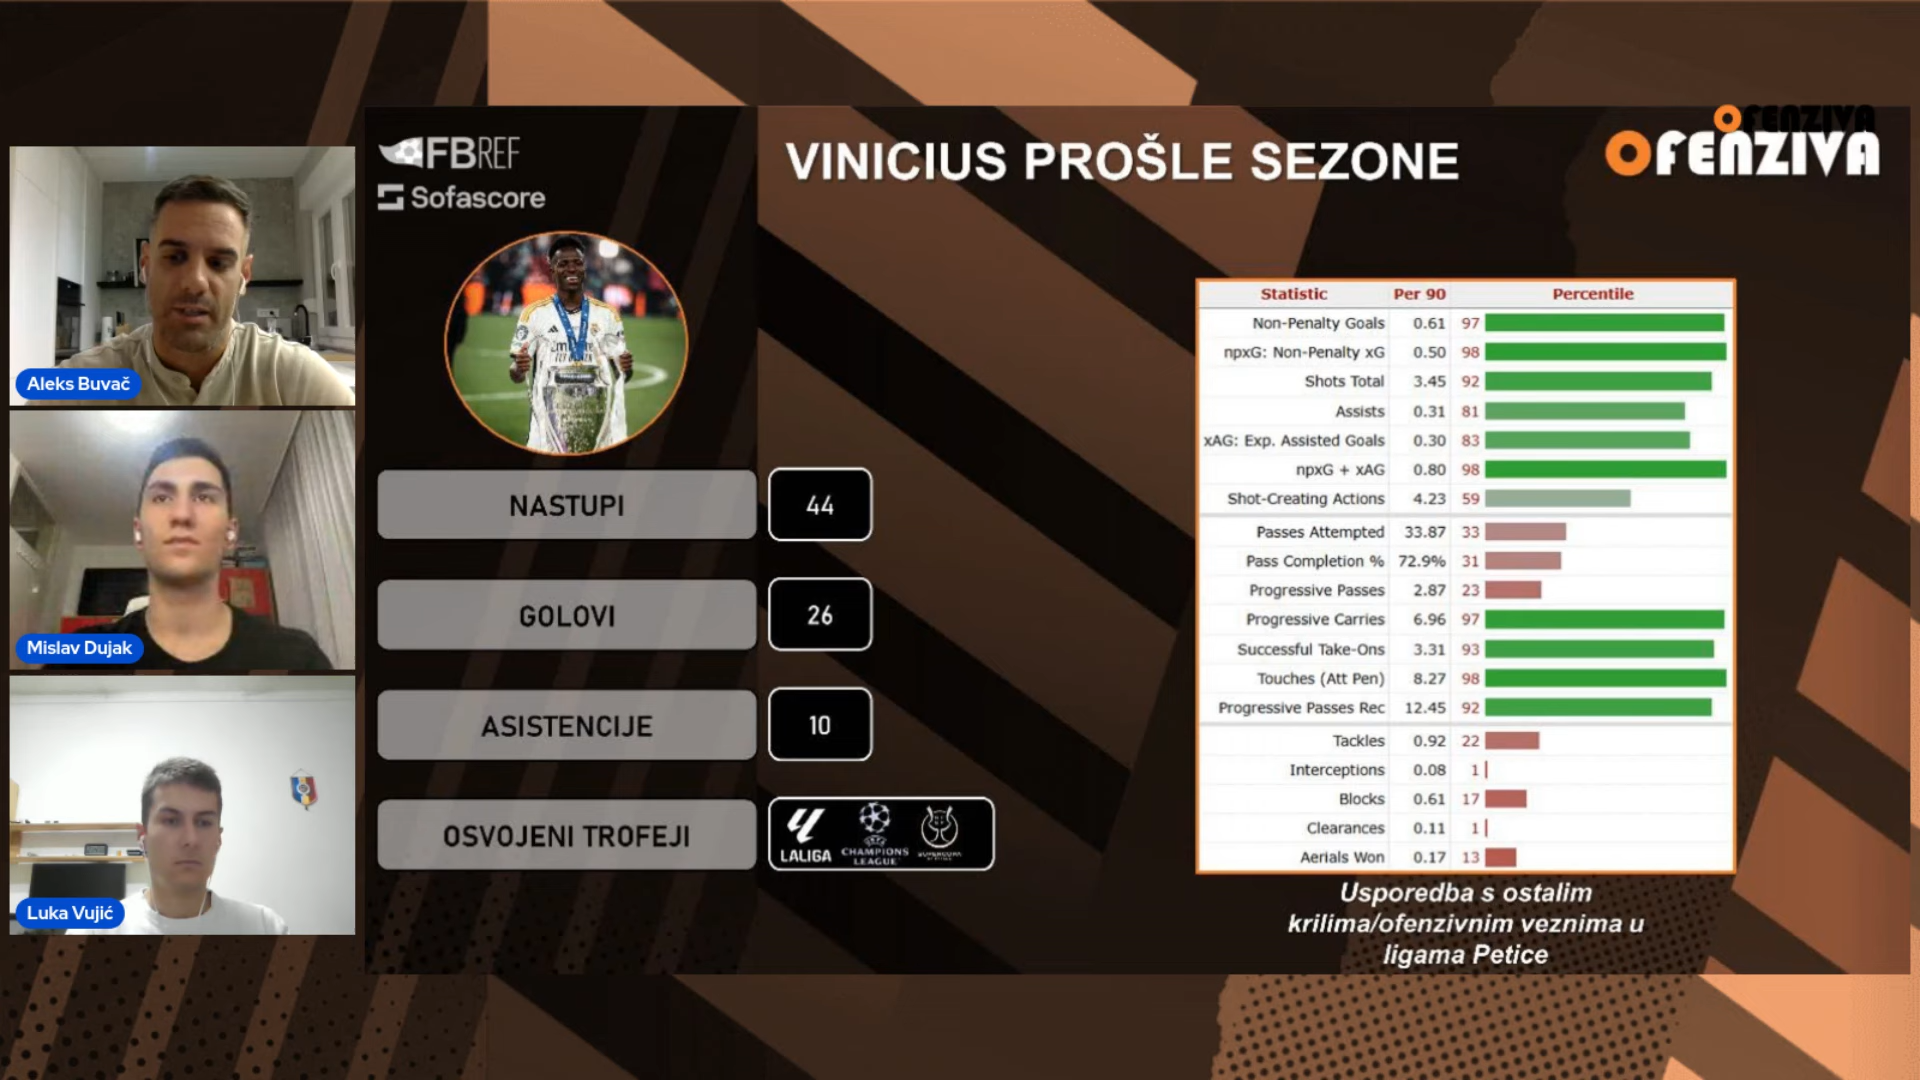 OFENZIVA
FBREF
Sofascore
VINICIUS PROŠLE SEZONE
OFENZIVA
Aleks Buvač
Mislav Dujak
Luka Vujić
NASTUPI 44
GOLOVI 26
ASISTENCIJE 10
OSVOJENI TROFEJI
LALIGA
CHAMPIONS
LEAGUE
Statistic Per 90 Percentile
Non-Penalty Goals 0.61 97
npxG: Non-Penalty xG 0.50 98
Shots Total 3.45 92
Assists 0.31 81
xAG: Exp. Assisted Goals 0.30 83
npxG + xAG 0.80 98
Shot-Creating Actions 4.23 59
Passes Attempted 33.87 33
Pass Completion % 72.9% 31
Progressive Passes 2.87 23
Progressive Carries 6.96 97
Successful Take-Ons 3.31 93
Touches (Att Pen) 8.27 98
Progressive Passes Rec 12.45 92
Tackles 0.92 22
Interceptions 0.08 1
Blocks 0.61 17
Clearances 0.11 1
Aerials Won 0.17 13
Usporedba s ostalim
krilima/ofenzivnim veznima u
ligama Petice